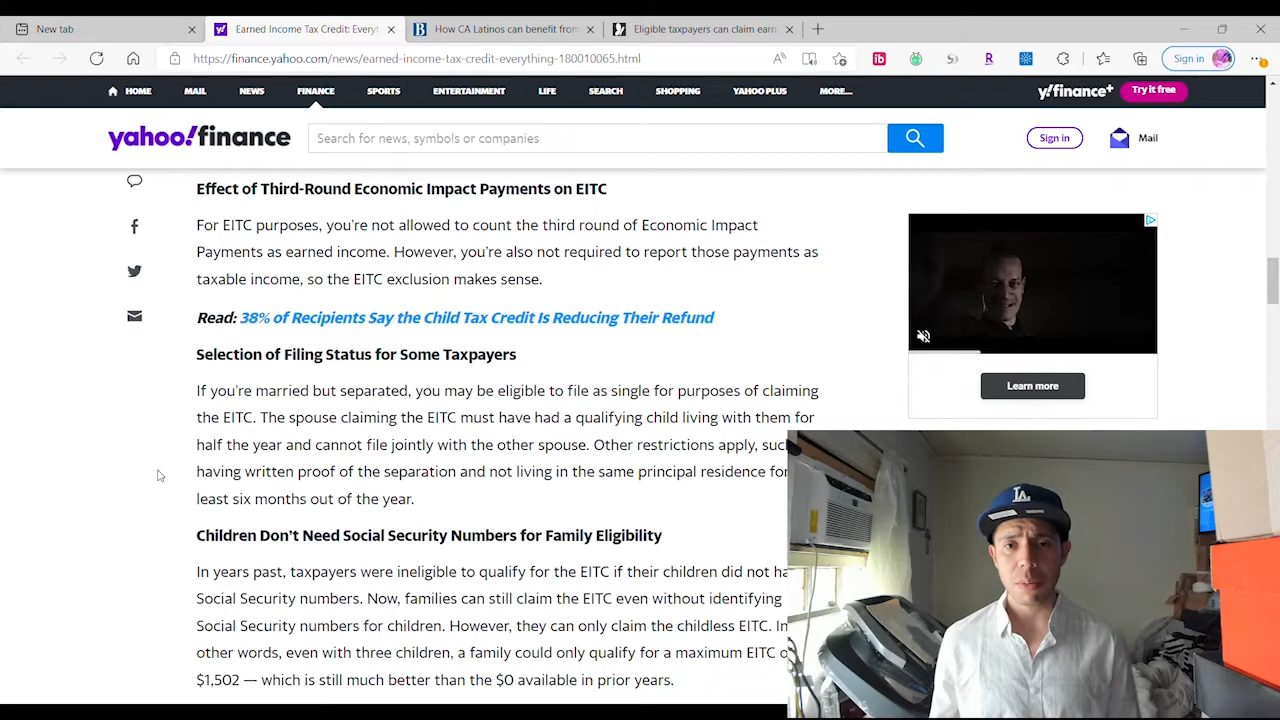 New tab
Earned Income Tax Credit: Everyt
How CA Latinos can benefit from
Eligible taxpayers can claim earn
https://finance.yahoo.com/news/earned-income-tax-credit-everything-180010065.html
Sign in
HOME MAIL NEWS FINANCE SPORTS ENTERTAINMENT LIFE SEARCH SHOPPING YAHOO PLUS MORE...
y!finance+ Try it free
yahoo!finance
Search for news, symbols or companies
Sign in
Mail
Effect of Third-Round Economic Impact Payments on EITC
For EITC purposes, you're not allowed to count the third round of Economic Impact
Payments as earned income. However, you're also not required to report those payments as
taxable income, so the EITC exclusion makes sense.
Read: 38% of Recipients Say the Child Tax Credit Is Reducing Their Refund
Selection of Filing Status for Some Taxpayers
If you're married but separated, you may be eligible to file as single for purposes of claiming
the EITC. The spouse claiming the EITC must have had a qualifying child living with them for
half the year and cannot file jointly with the other spouse. Other restrictions apply, suc
having written proof of the separation and not living in the same principal residence for
least six months out of the year.
Children Don't Need Social Security Numbers for Family Eligibility
In years past, taxpayers were ineligible to qualify for the EITC if their children did not ha
Social Security numbers. Now, families can still claim the EITC even without identifying
Social Security numbers for children. However, they can only claim the childless EITC. In
other words, even with three children, a family could only qualify for a maximum EITC o
$1,502 — which is still much better than the $0 available in prior years.
Learn more
LA